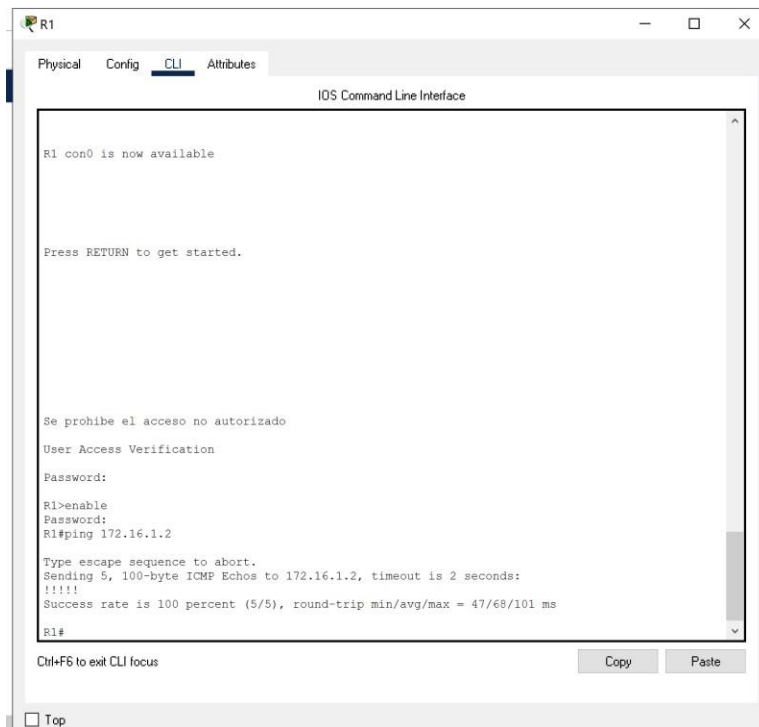 R1
Physical Config CLI Attributes
IOS Command Line Interface
R1 con0 is now available
Press RETURN to get started.
Se prohibe el acceso no autorizado
User Access Verification
Password:
R1>enable
Password:
R1#ping 172.16.1.2
Type escape sequence to abort.
Sending 5, 100-byte ICMP Echos to 172.16.1.2, timeout is 2 seconds:
!!!!!
Success rate is 100 percent (5/5), round-trip min/avg/max = 47/68/101 ms
R1#
Ctrl+F6 to exit CLI focus
Copy Paste
Top